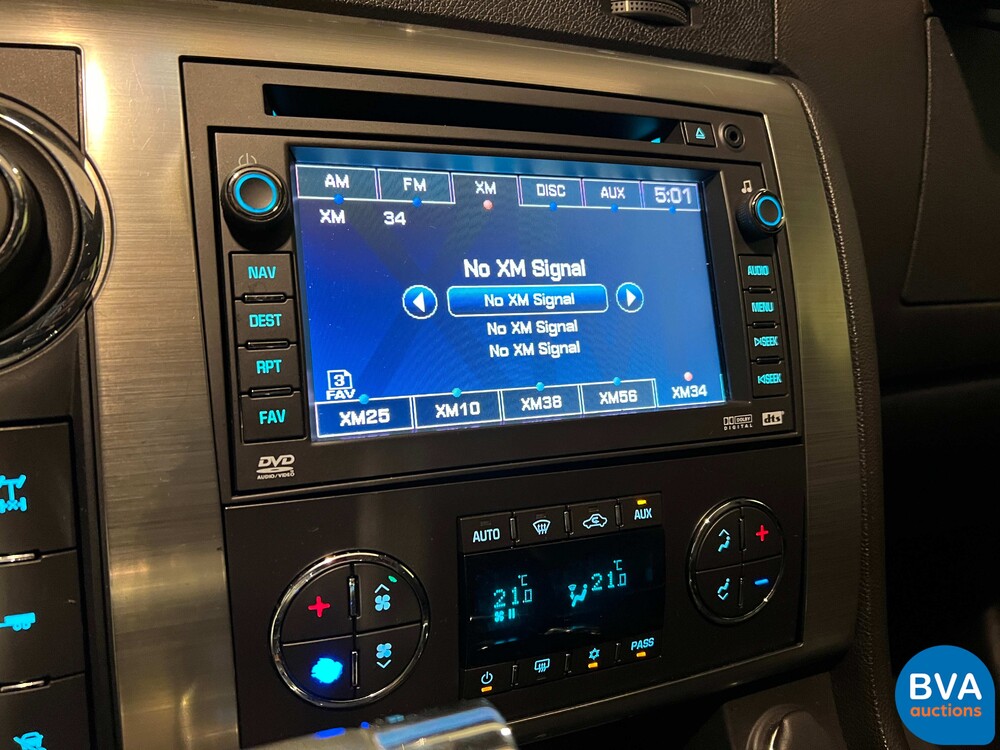 AM FM XM DISC AUX 5:01
XM 34
No XM Signal
No XM Signal
No XM Signal
No XM Signal
3
FAV
XM25 XM10 XM38 XM56 XM34
NAV
DEST
RPT
FAV
AUDIO
MENU
SEEK
SEEK
DVD
AUDIO/VIDEO
DOLBY
DIGITAL
dts
AUTO AUX
21.0 °C 21.0 °C
PASS
BVA
auctions